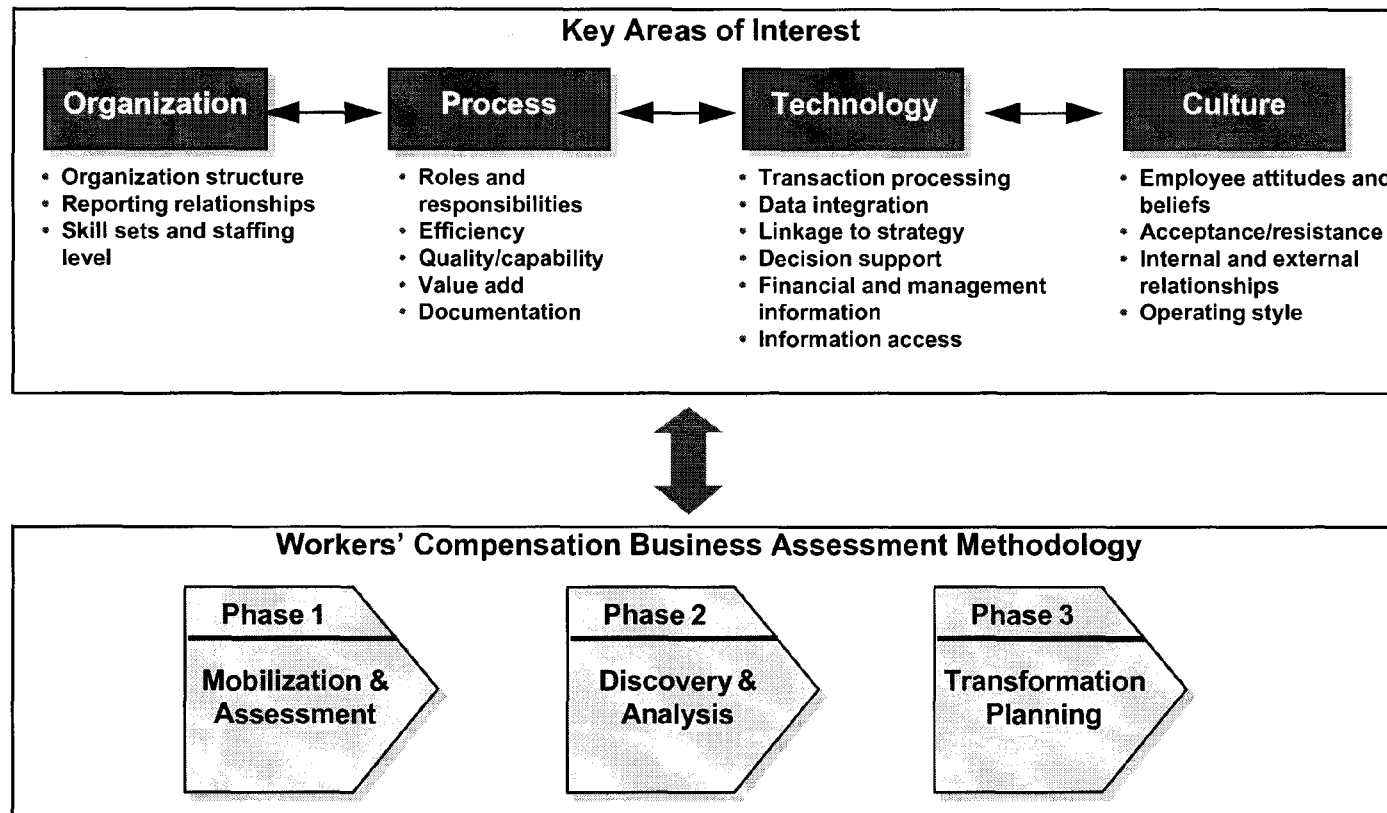 Key Areas of Interest
Organization
Process
Technology
Culture
• Organization structure
• Reporting relationships
• Skill sets and staffing
level
• Roles and
responsibilities
• Efficiency
• Quality/capability
• Value add
• Documentation
• Transaction processing
• Data integration
• Linkage to strategy
• Decision support
• Financial and management
information
• Information access
• Employee attitudes and
beliefs
• Acceptance/resistance
• Internal and external
relationships
• Operating style
Workers' Compensation Business Assessment Methodology
Phase 1
Mobilization &
Assessment
Phase 2
Discovery &
Analysis
Phase 3
Transformation
Planning